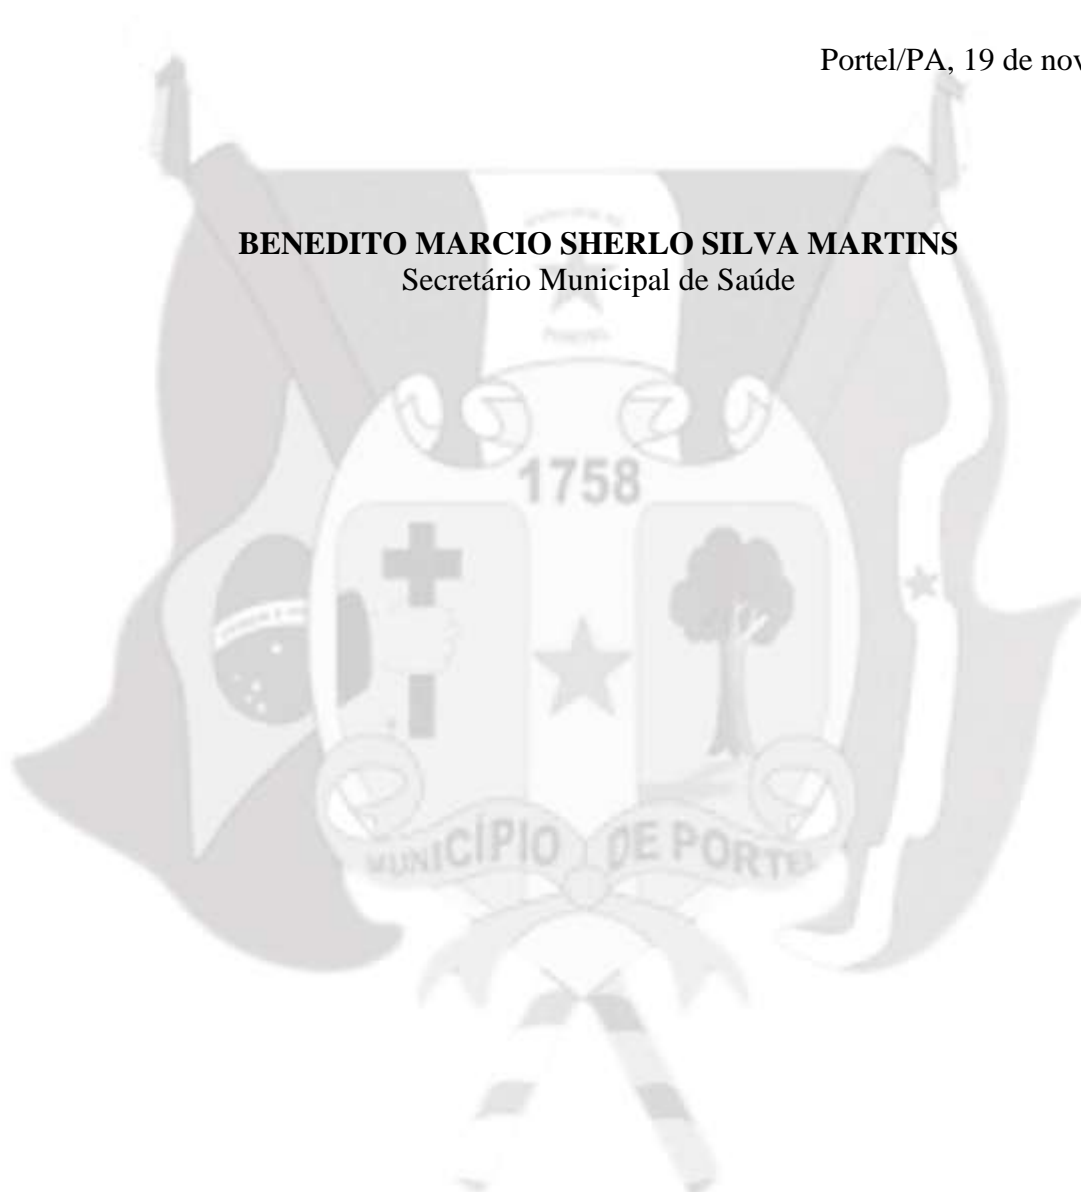 Portel/PA, 19 de nov
BENEDITO MARCIO SHERLO SILVA MARTINS
Secretário Municipal de Saúde
1758
MUNICÍPIO DE PORTEL